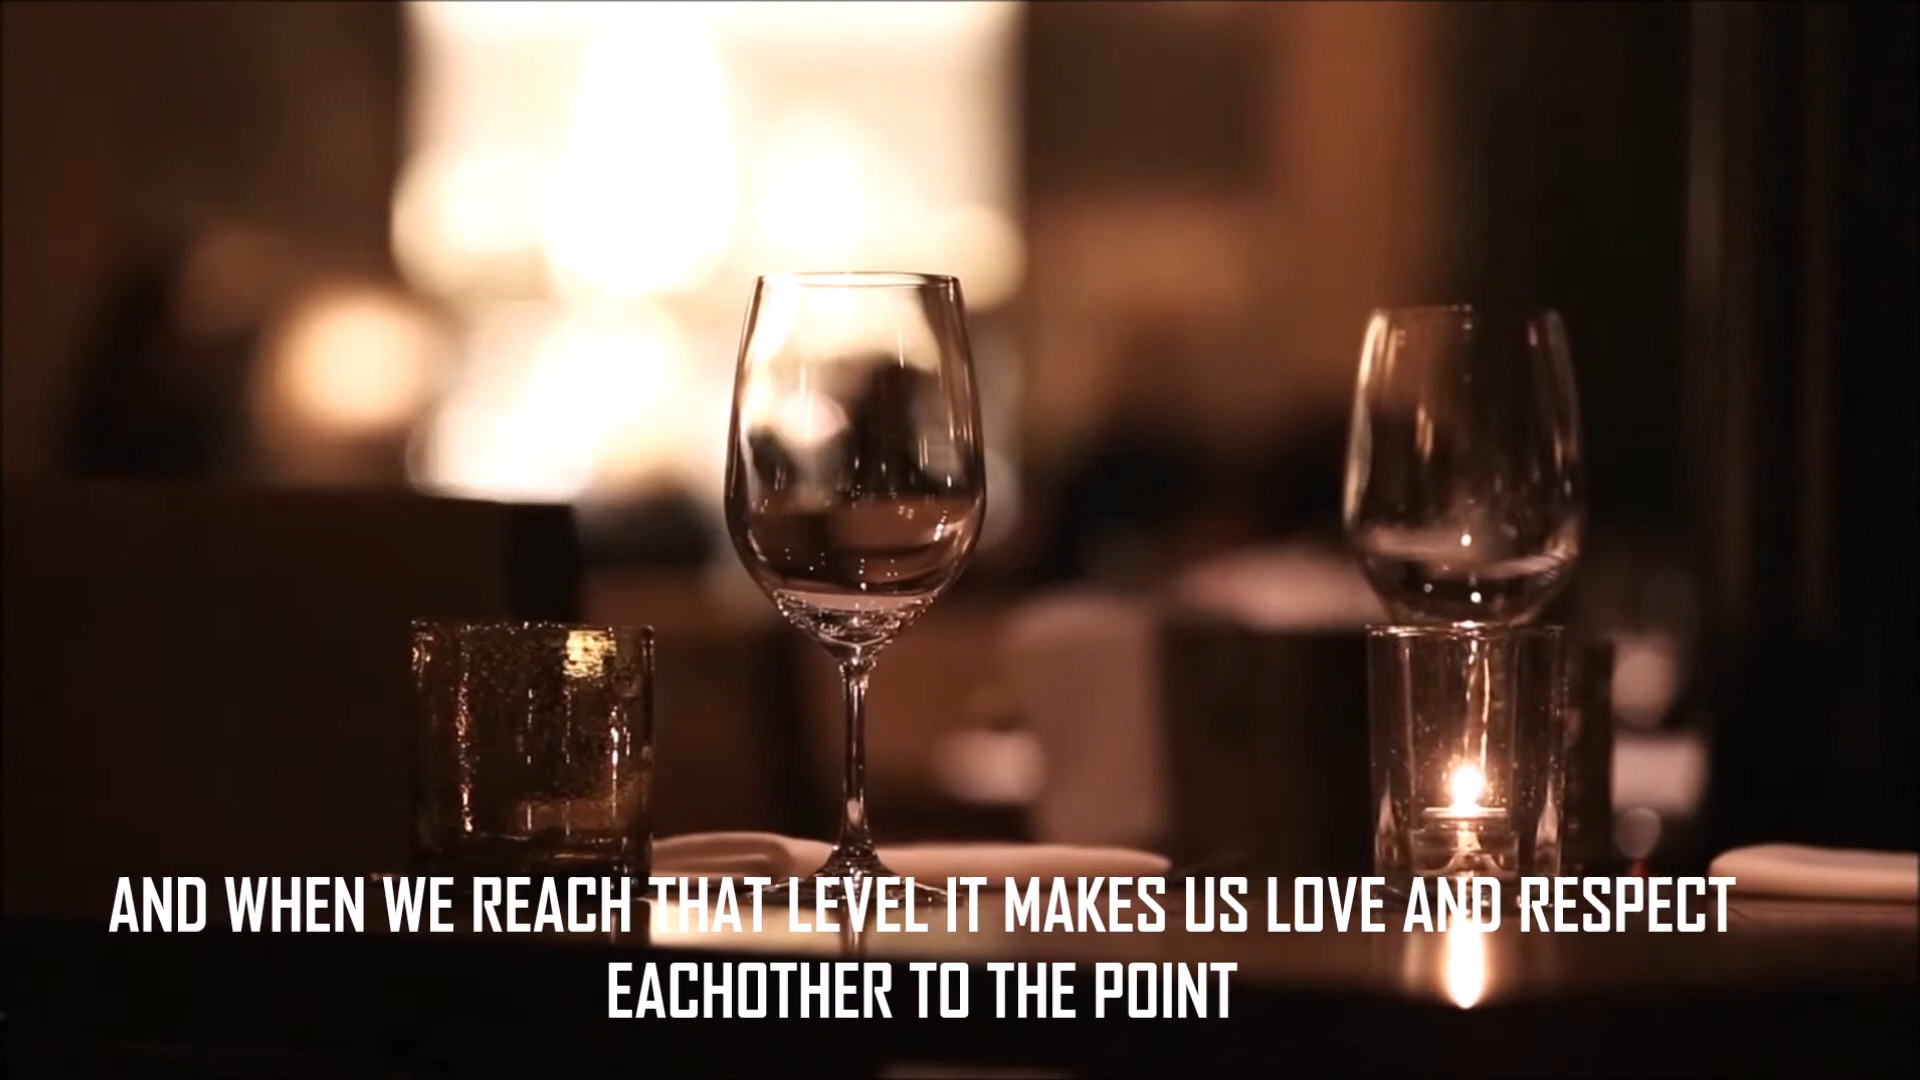 AND WHEN WE REACH THAT LEVEL IT MAKES US LOVE AND RESPECT
EACHOTHER TO THE POINT